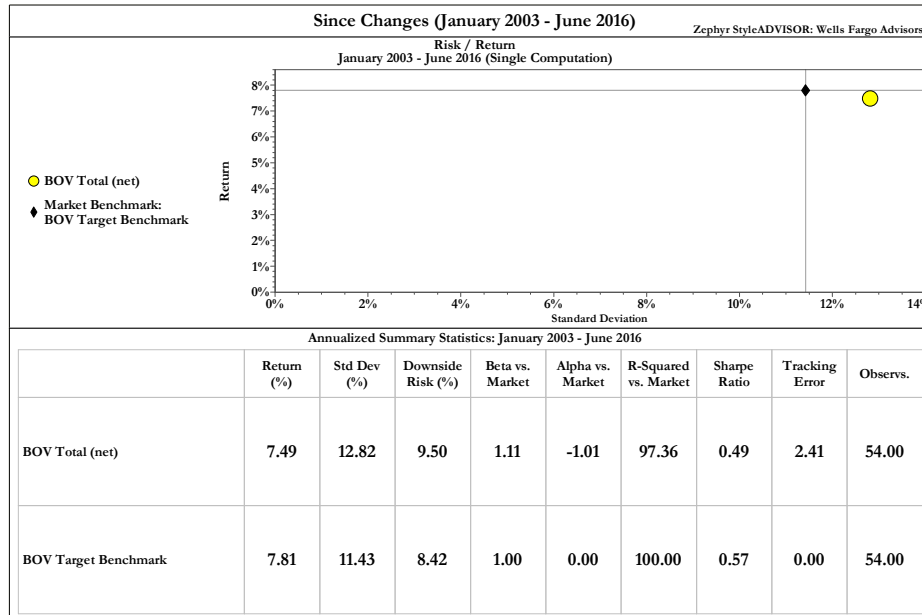 Since Changes (January 2003 - June 2016)
Zephyr StyleADVISOR: Wells Fargo Advisors
Risk / Return
January 2003 - June 2016 (Single Computation)
BOV Total (net)
Market Benchmark:
BOV Target Benchmark
Return
8%
7%
6%
5%
4%
3%
2%
1%
0%
0% 2% 4% 6% 8% 10% 12% 14%
Standard Deviation
Annualized Summary Statistics: January 2003 - June 2016
Return Std Dev Downside Beta vs. Alpha vs. R-Squared Sharpe Tracking Observs.
(%) (%) Risk (%) Market Market vs. Market Ratio Error
BOV Total (net) 7.49 12.82 9.50 1.11 -1.01 97.36 0.49 2.41 54.00
BOV Target Benchmark 7.81 11.43 8.42 1.00 0.00 100.00 0.57 0.00 54.00